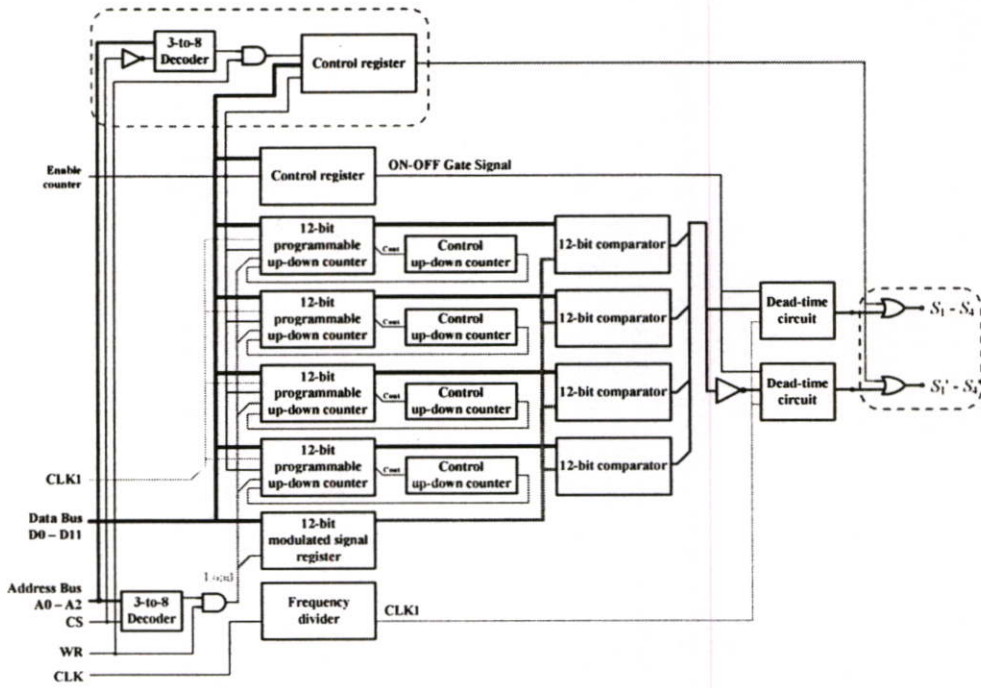 3-to-8
Decoder
Control register
Enable
counter
Control register
ON-OFF Gate Signal
12-bit
programmable
up-down counter
Cont
Control
up-down counter
12-bit comparator
12-bit
programmable
up-down counter
Cont
Control
up-down counter
12-bit comparator
Dead-time
circuit
S1 - S4
12-bit
programmable
up-down counter
Cont
Control
up-down counter
12-bit comparator
Dead-time
circuit
S1' - S4'
12-bit
programmable
up-down counter
Cont
Control
up-down counter
12-bit comparator
CLK1
Data Bus
D0 – D11
12-bit
modulated signal
register
Load
Address Bus
A0 – A2
CS
3-to-8
Decoder
Frequency
divider
CLK1
WR
CLK